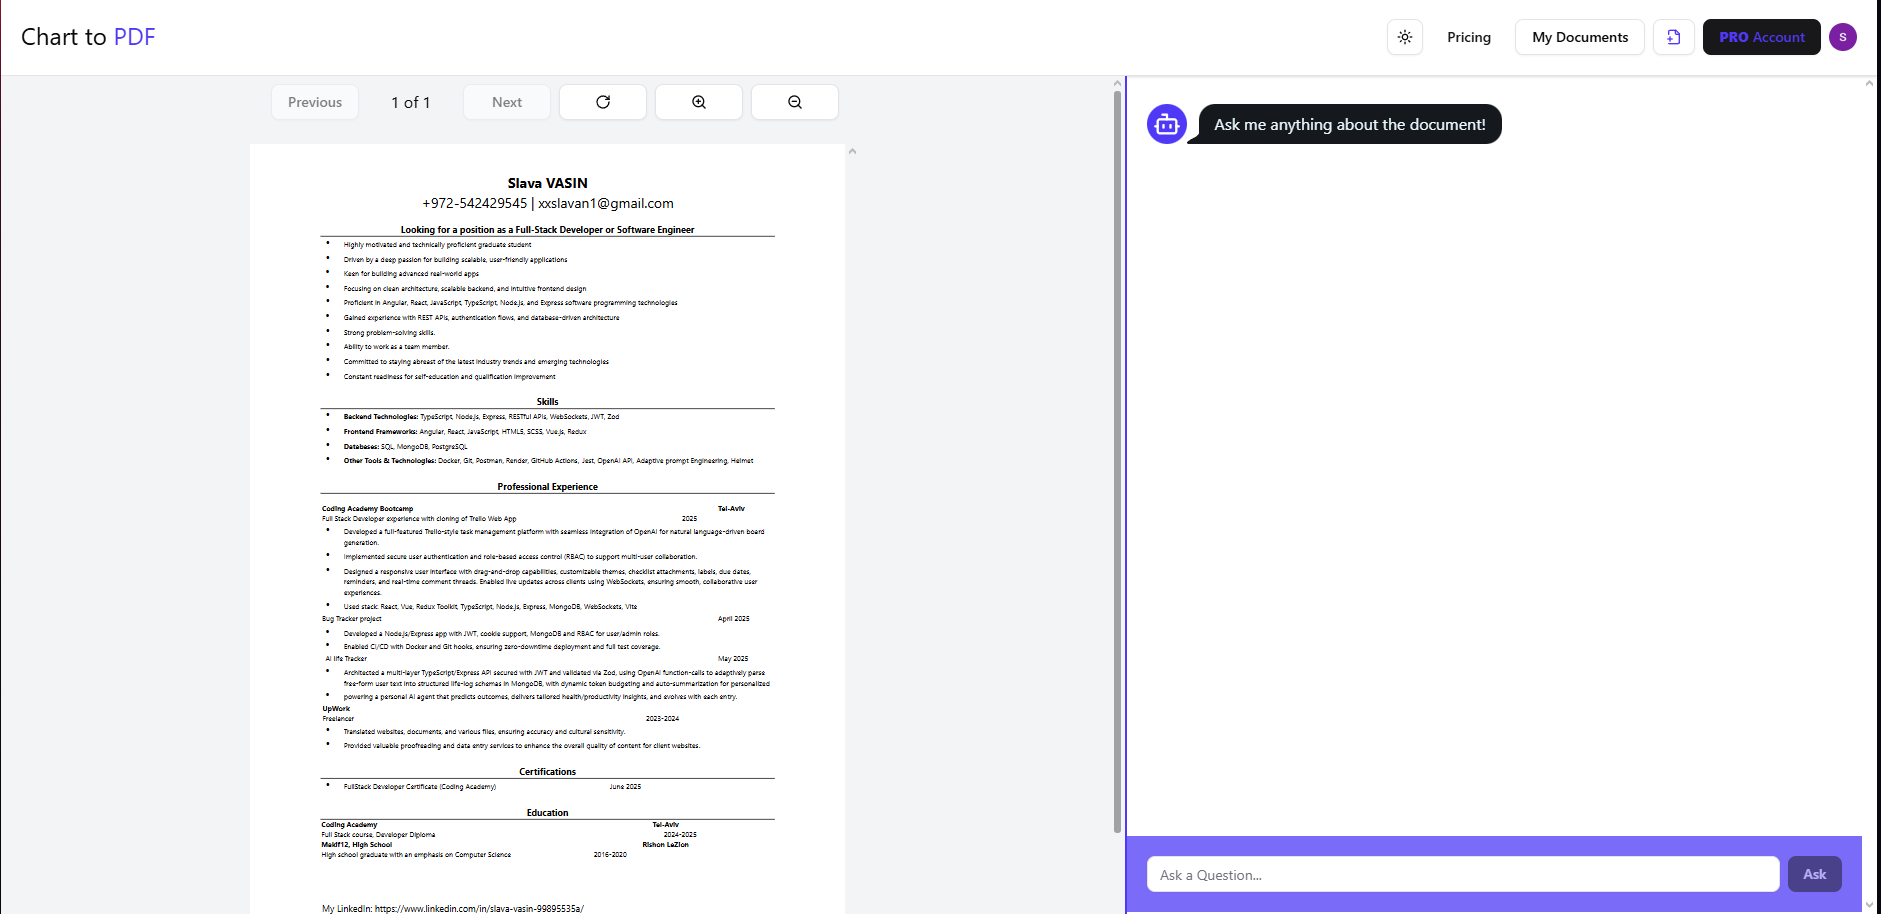 Chart to PDF
Pricing
My Documents
PRO Account
S
Previous
1 of 1
Next
Slava VASIN
+972-542429545 | xxslavan1@gmail.com
Looking for a position as a Full-Stack Developer or Software Engineer
• Highly motivated and technically proficient graduate student
• Driven by a deep passion for building scalable, user-friendly applications
• Keen for building advanced real-world apps
• Focusing on clean architecture, scalable backend, and intuitive frontend design
• Proficient in Angular, React, JavaScript, TypeScript, Node.js, and Express software programming technologies
• Gained experience with REST APIs, authentication flows, and database-driven architecture
• Strong problem-solving skills.
• Ability to work as a team member.
• Committed to staying abreast of the latest industry trends and emerging technologies
• Constant readiness for self-education and qualification improvement
Skills
• Backend Technologies: TypeScript, Node.js, Express, RESTful APIs, WebSockets, JWT, Zod
• Frontend Frameworks: Angular, React, JavaScript, HTML5, SCSS, Vue.js, Redux
• Databases: SQL, MongoDB, PostgreSQL
• Other Tools & Technologies: Docker, Git, Postman, Render, GitHub Actions, Jest, OpenAI API, Adaptive prompt Engineering, Helmet
Professional Experience
Coding Academy Bootcamp Tel-Aviv
Full Stack Developer experience with cloning of Trello Web App 2025
• Developed a full-featured Trello-style task management platform with seamless integration of OpenAI for natural language-driven board
generation.
• Implemented secure user authentication and role-based access control (RBAC) to support multi-user collaboration.
• Designed a responsive user interface with drag-and-drop capabilities, customizable themes, checklist attachments, labels, due dates,
reminders, and real-time comment threads. Enabled live updates across clients using WebSockets, ensuring smooth, collaborative user
experiences.
• Used stack: React, Vue, Redux Toolkit, TypeScript, Node.js, Express, MongoDB, WebSockets, Vite
Bug Tracker project April 2025
• Developed a Node.js/Express app with JWT, cookie support, MongoDB and RBAC for user/admin roles.
• Enabled CI/CD with Docker and Git hooks, ensuring zero-downtime deployment and full test coverage.
AI life Tracker May 2025
• Architected a multi-layer TypeScript/Express API secured with JWT and validated via Zod, using OpenAI function-calls to adaptively parse
free-form user text into structured life-log schemas in MongoDB, with dynamic token budgeting and auto-summarization for personalized
• powering a personal AI agent that predicts outcomes, delivers tailored health/productivity insights, and evolves with each entry.
UpWork
Freelancer 2023-2024
• Translated websites, documents, and various files, ensuring accuracy and cultural sensitivity.
• Provided valuable proofreading and data entry services to enhance the overall quality of content for client websites.
Certifications
• FullStack Developer Certificate (Coding Academy) June 2025
Education
Coding Academy Tel-Aviv
Full Stack course, Developer Diploma 2024-2025
Makif12, High School Rishon LeZion
High school graduate with an emphasis on Computer Science 2016-2020
My LinkedIn: https://www.linkedin.com/in/slava-vasin-99895535a/
Ask me anything about the document!
Ask a Question...
Ask